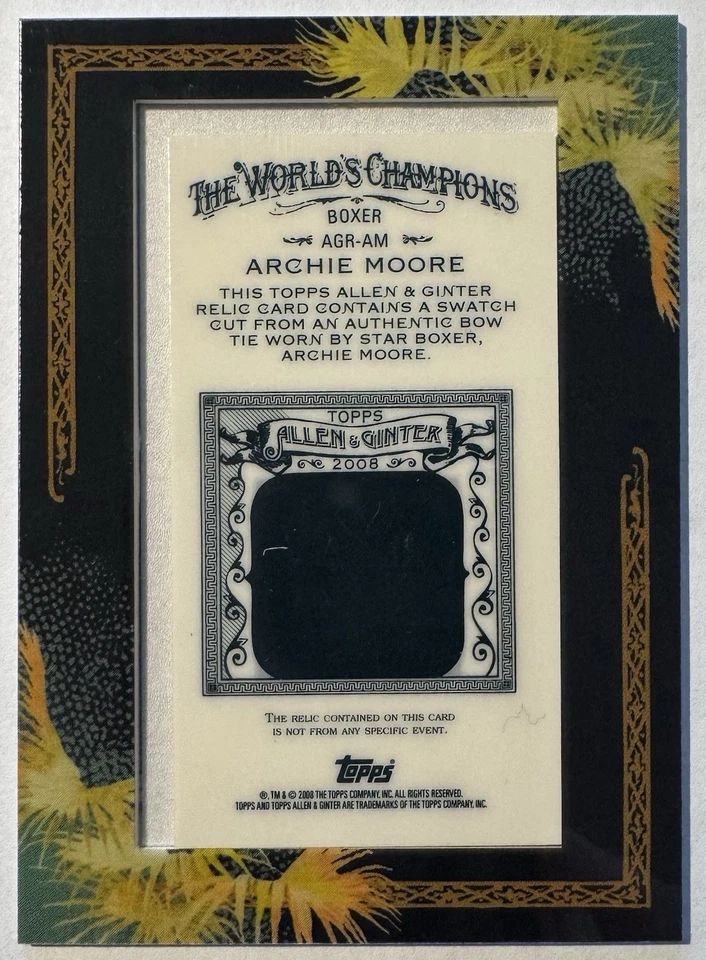 THE WORLD'S CHAMPIONS
BOXER
AGR-AM
ARCHIE MOORE
THIS TOPPS ALLEN & GINTER
RELIC CARD CONTAINS A SWATCH
CUT FROM AN AUTHENTIC BOW
TIE WORN BY STAR BOXER,
ARCHIE MOORE.
TOPPS
ALLEN & GINTER
2008
THE RELIC CONTAINED ON THIS CARD
IS NOT FROM ANY SPECIFIC EVENT.
topps
®, TM & © 2008 THE TOPPS COMPANY, INC. ALL RIGHTS RESERVED.
TOPPS AND TOPPS ALLEN & GINTER ARE TRADEMARKS OF THE TOPPS COMPANY, INC.